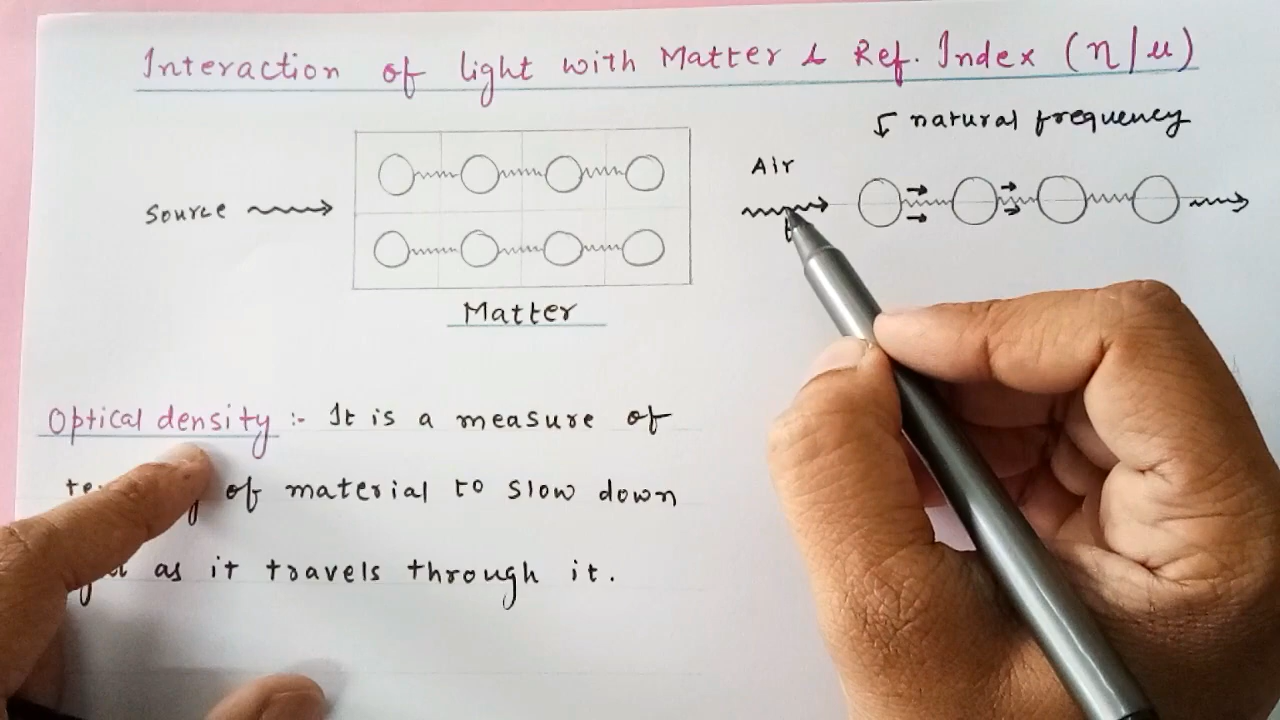 Interaction of light with Matter & Ref. Index (η/μ)
natural frequency
Air
Source
Matter
Optical density :- It is a measure of
of material to slow down
as it travels through it.